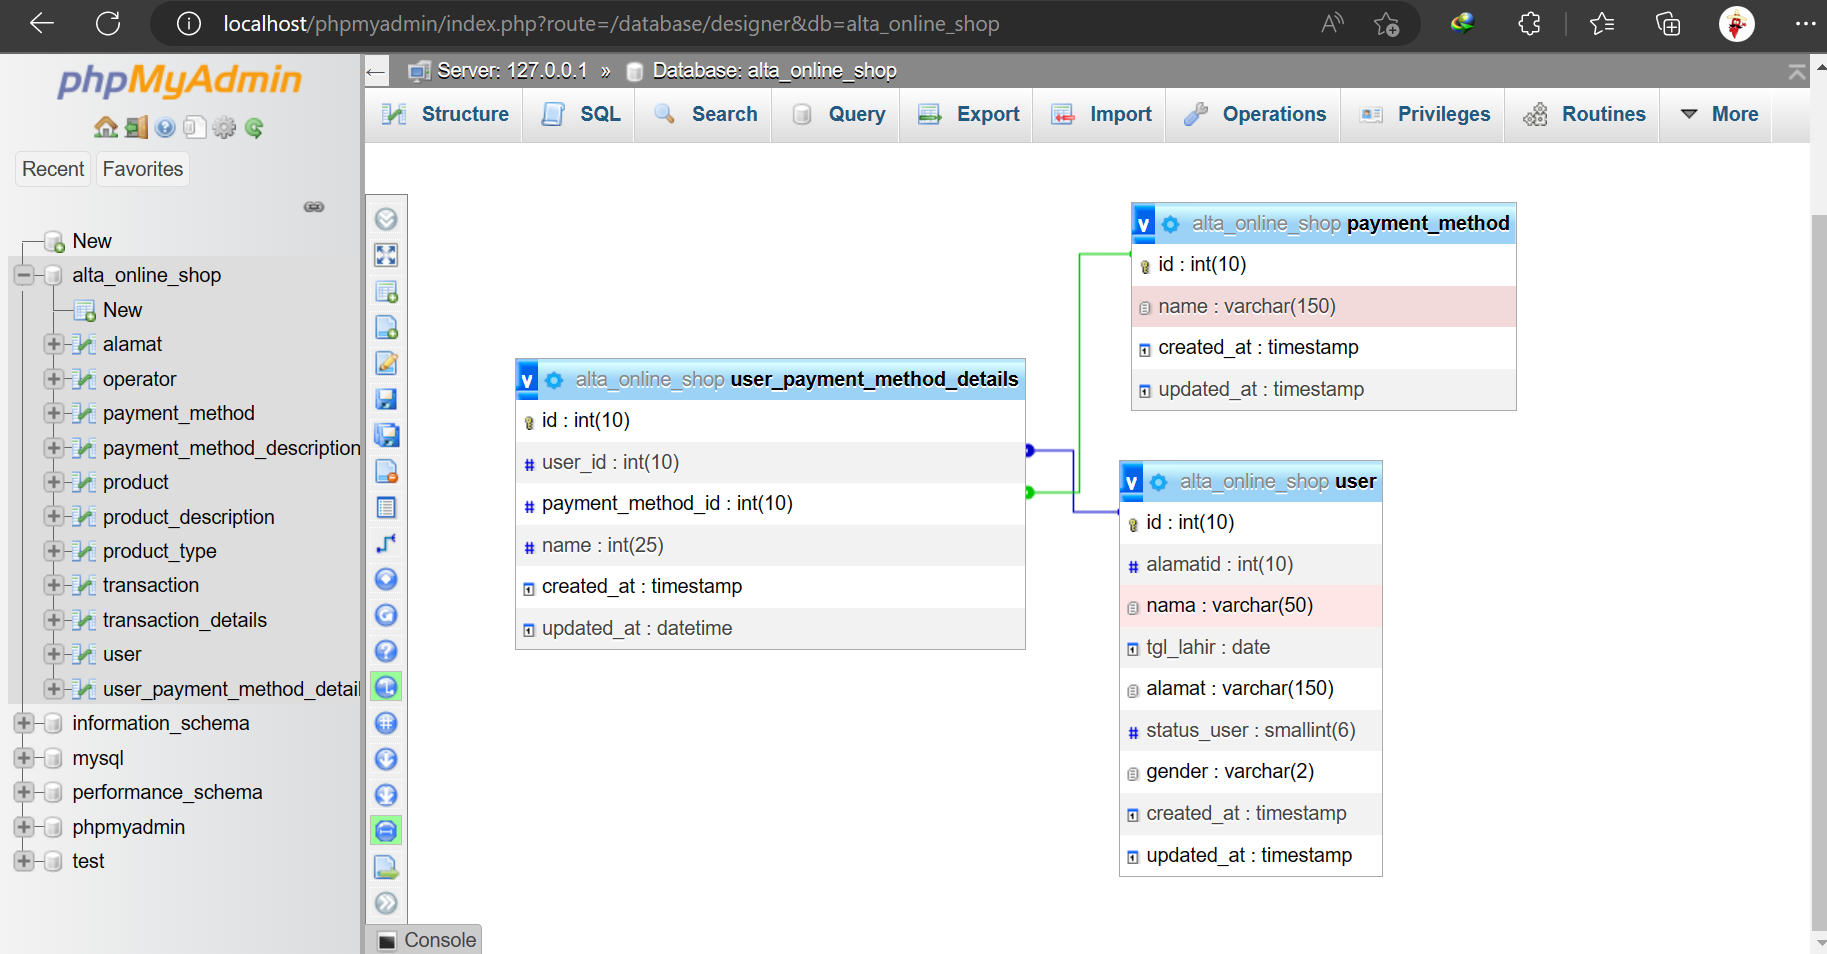 localhost/phpmyadmin/index.php?route=/database/designer&db=alta_online_shop
phpMyAdmin
Recent
Favorites
New
alta_online_shop
New
alamat
operator
payment_method
payment_method_description
product
product_description
product_type
transaction
transaction_details
user
user_payment_method_detail
information_schema
mysql
performance_schema
phpmyadmin
test
Server: 127.0.0.1 » Database: alta_online_shop
Structure SQL Search Query Export Import Operations Privileges Routines More
v alta_online_shop user_payment_method_details
id : int(10)
user_id : int(10)
payment_method_id : int(10)
name : int(25)
created_at : timestamp
updated_at : datetime
v alta_online_shop payment_method
id : int(10)
name : varchar(150)
created_at : timestamp
updated_at : timestamp
v alta_online_shop user
id : int(10)
alamatid : int(10)
nama : varchar(50)
tgl_lahir : date
alamat : varchar(150)
status_user : smallint(6)
gender : varchar(2)
created_at : timestamp
updated_at : timestamp
Console